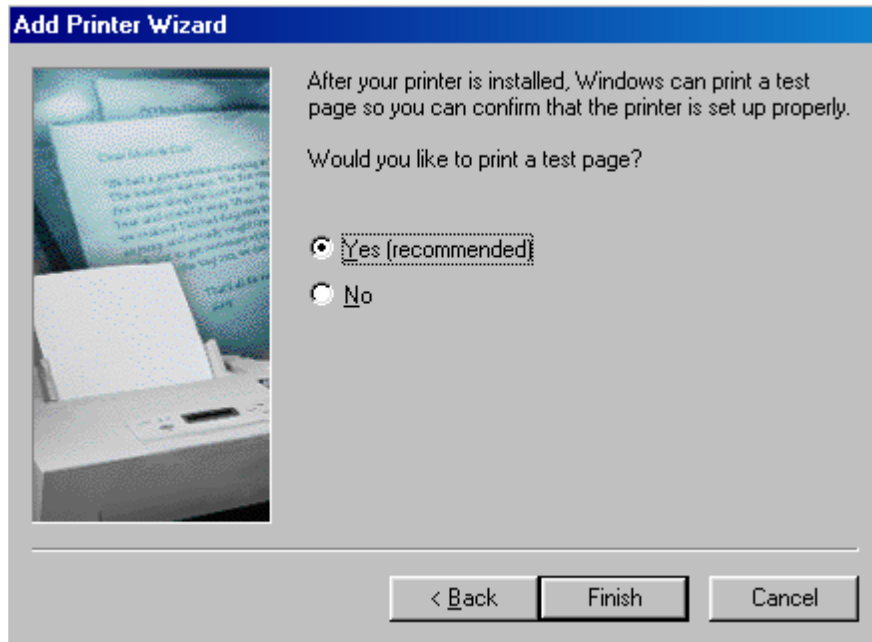 Add Printer Wizard
After your printer is installed, Windows can print a test
page so you can confirm that the printer is set up properly.
Would you like to print a test page?
Yes (recommended)
No
< Back
Finish
Cancel